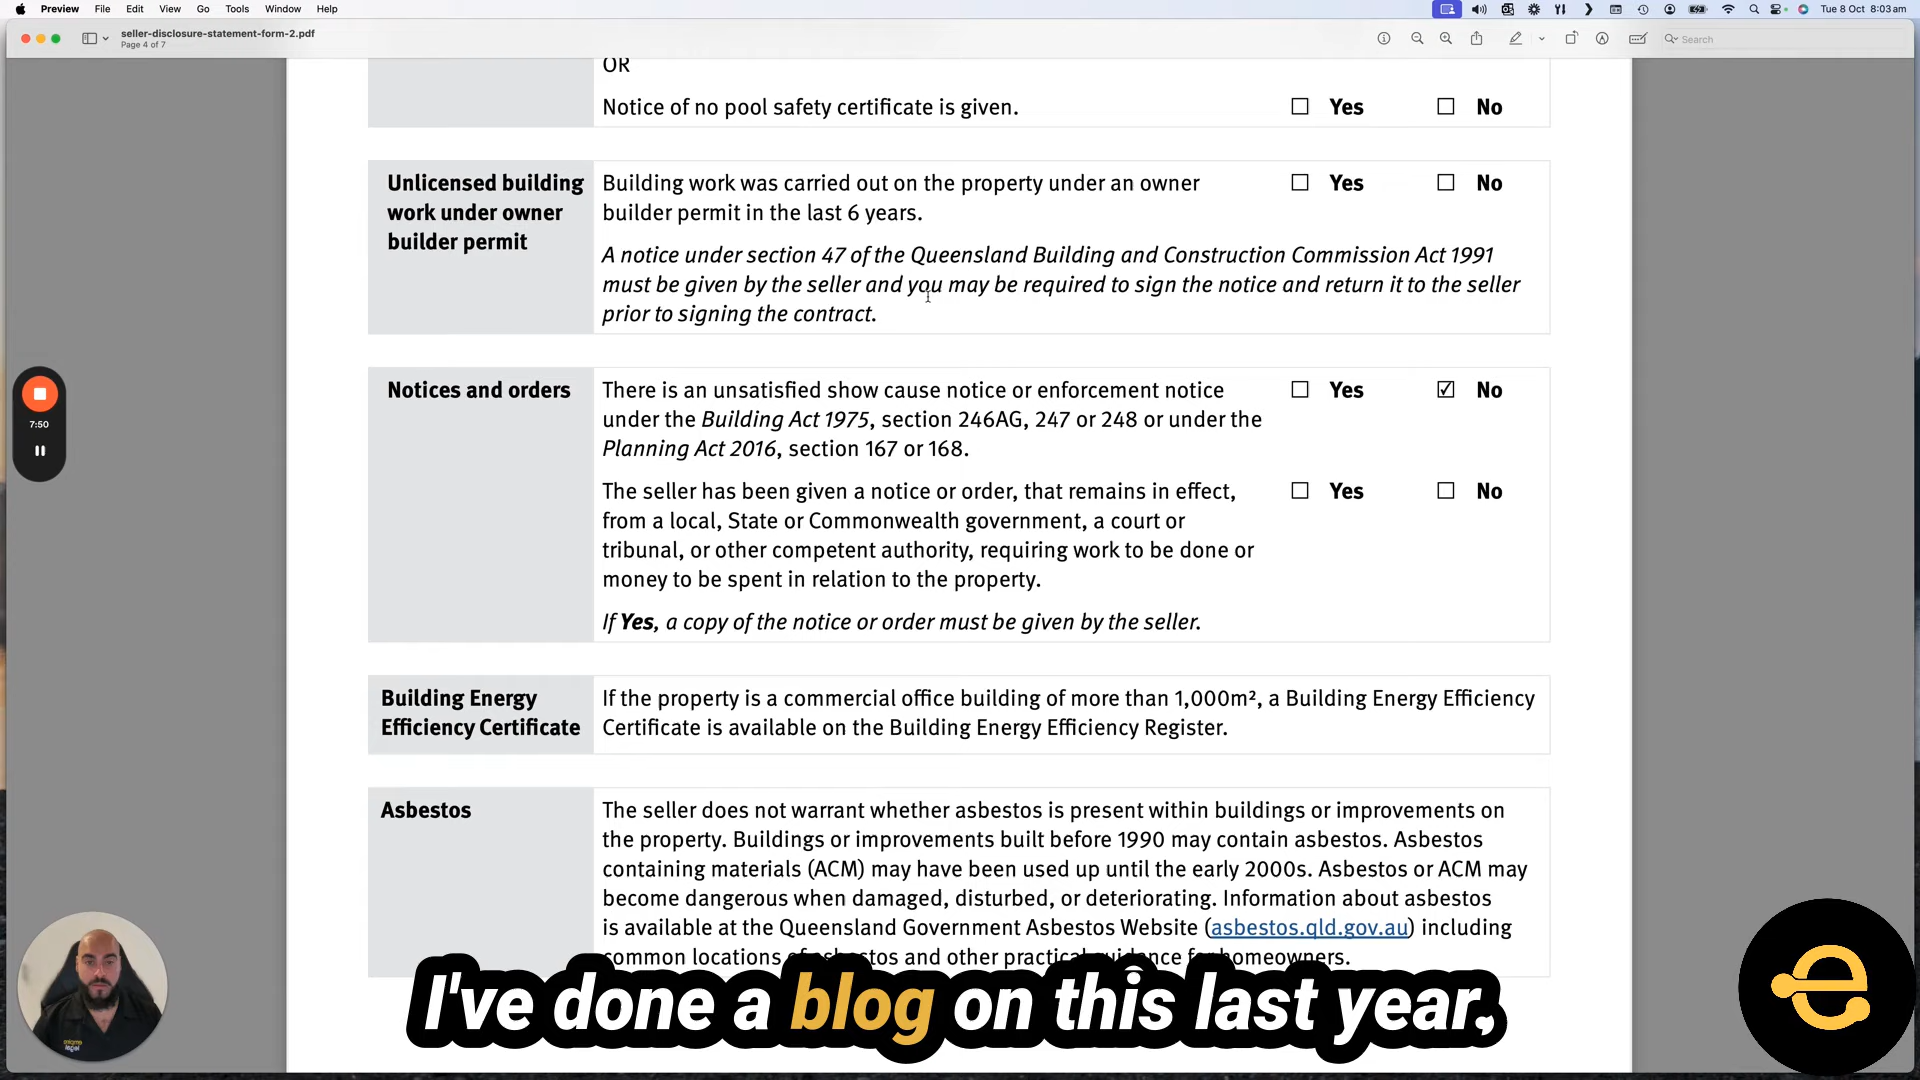 Preview File Edit View Go Tools Window Help
Tue 8 Oct 8:03 am
seller-disclosure-statement-form-2.pdf
Page 4 of 7
Search
OR
Notice of no pool safety certificate is given. Yes No
Unlicensed building
work under owner
builder permit
Building work was carried out on the property under an owner Yes No
builder permit in the last 6 years.
A notice under section 47 of the Queensland Building and Construction Commission Act 1991
must be given by the seller and you may be required to sign the notice and return it to the seller
prior to signing the contract.
Notices and orders
There is an unsatisfied show cause notice or enforcement notice Yes No
under the Building Act 1975, section 246AG, 247 or 248 or under the
Planning Act 2016, section 167 or 168.
The seller has been given a notice or order, that remains in effect, Yes No
from a local, State or Commonwealth government, a court or
tribunal, or other competent authority, requiring work to be done or
money to be spent in relation to the property.
If Yes, a copy of the notice or order must be given by the seller.
7:50
Building Energy
Efficiency Certificate
If the property is a commercial office building of more than 1,000m², a Building Energy Efficiency
Certificate is available on the Building Energy Efficiency Register.
Asbestos
The seller does not warrant whether asbestos is present within buildings or improvements on
the property. Buildings or improvements built before 1990 may contain asbestos. Asbestos
containing materials (ACM) may have been used up until the early 2000s. Asbestos or ACM may
become dangerous when damaged, disturbed, or deteriorating. Information about asbestos
is available at the Queensland Government Asbestos Website (asbestos.qld.gov.au) including
common locations of asbestos and other practical guidance for homeowners.
I've done a blog on this last year,
e